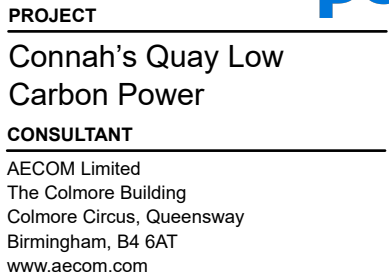 PROJECT
Connah's Quay Low
Carbon Power
CONSULTANT
AECOM Limited
The Colmore Building
Colmore Circus, Queensway
Birmingham, B4 6AT
www.aecom.com